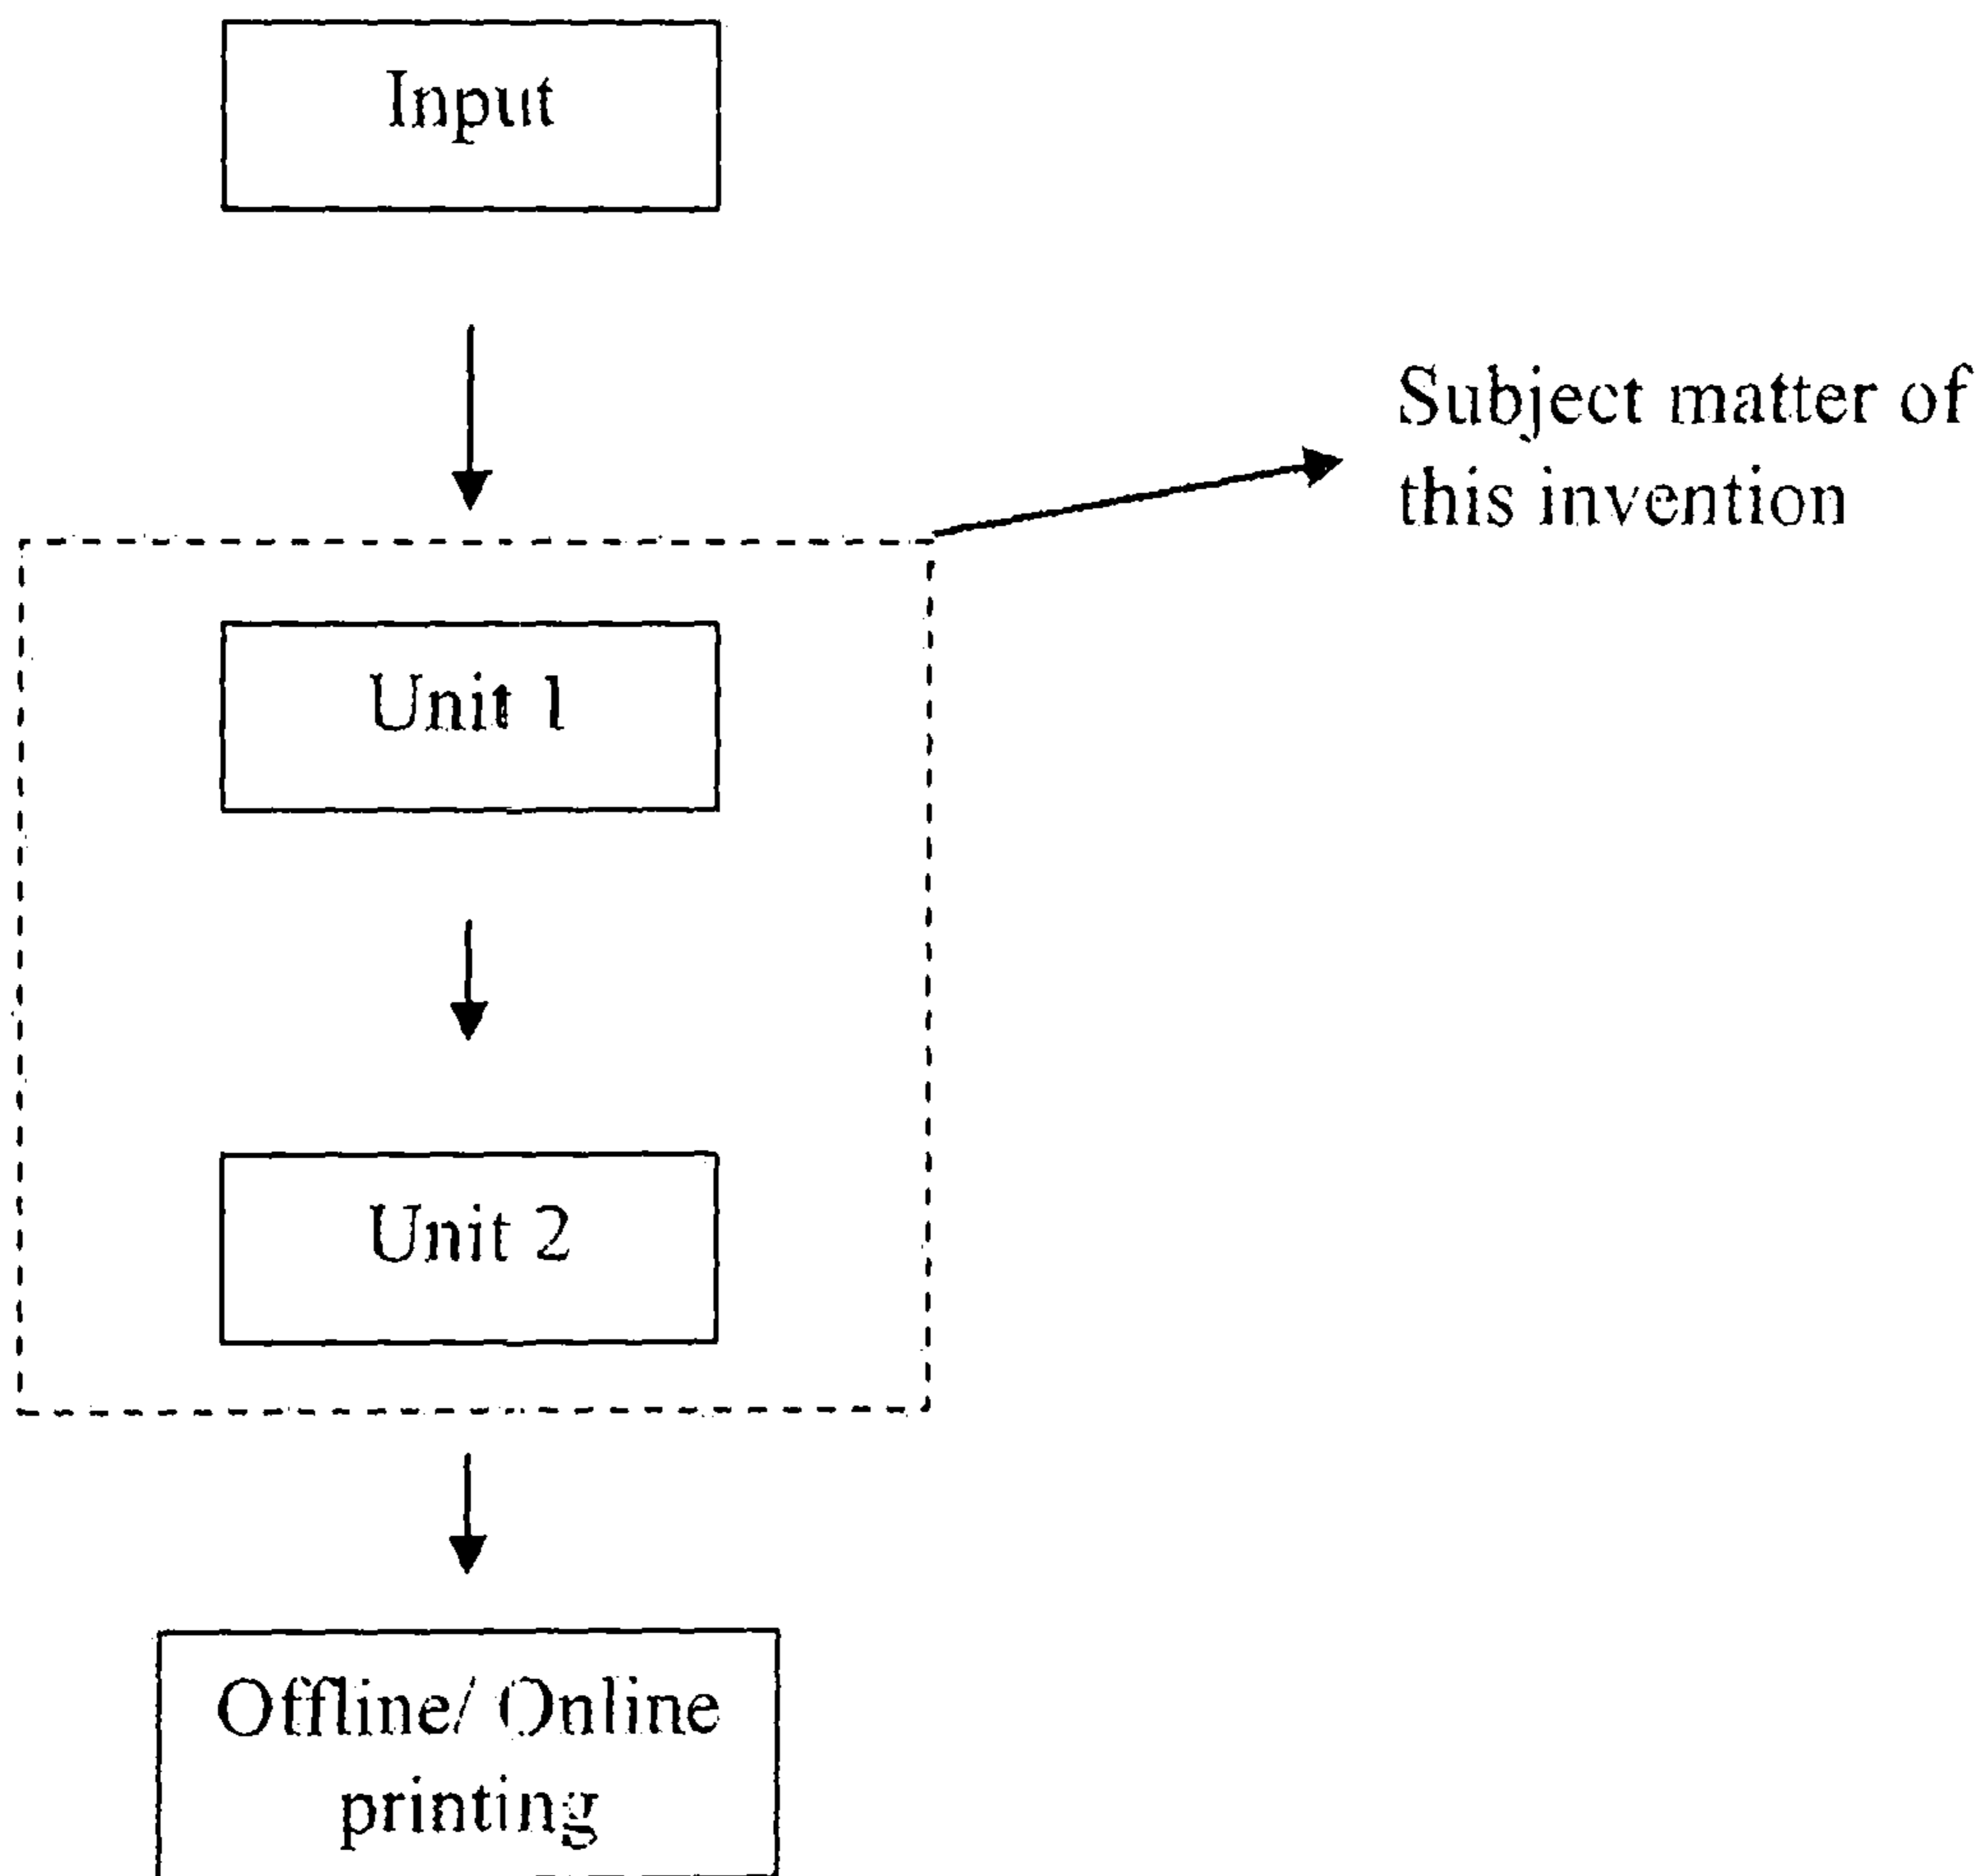 Input
Subject matter of
this invention
Unit 1
Unit 2
Offline/ Online
printing